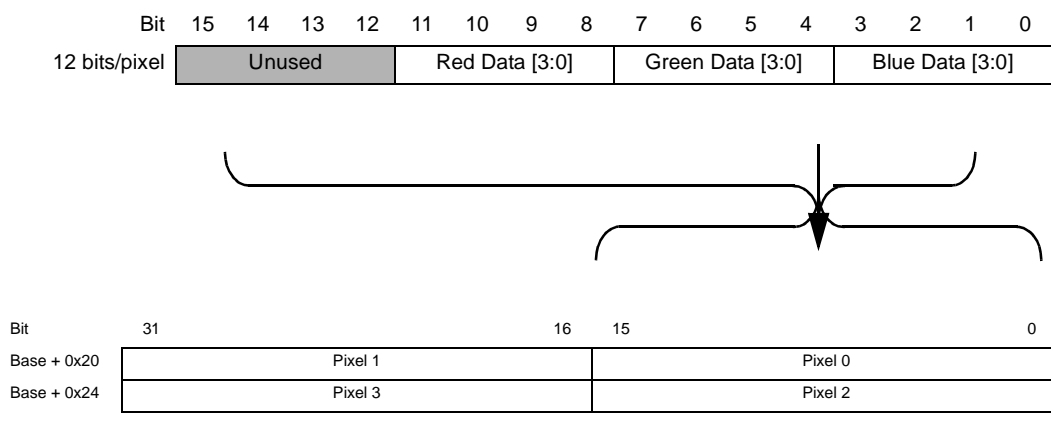 Bit 15 14 13 12 11 10 9 8 7 6 5 4 3 2 1 0
12 bits/pixel Unused Red Data [3:0] Green Data [3:0] Blue Data [3:0]
Bit 31 16 15 0
Base + 0x20 Pixel 1 Pixel 0
Base + 0x24 Pixel 3 Pixel 2